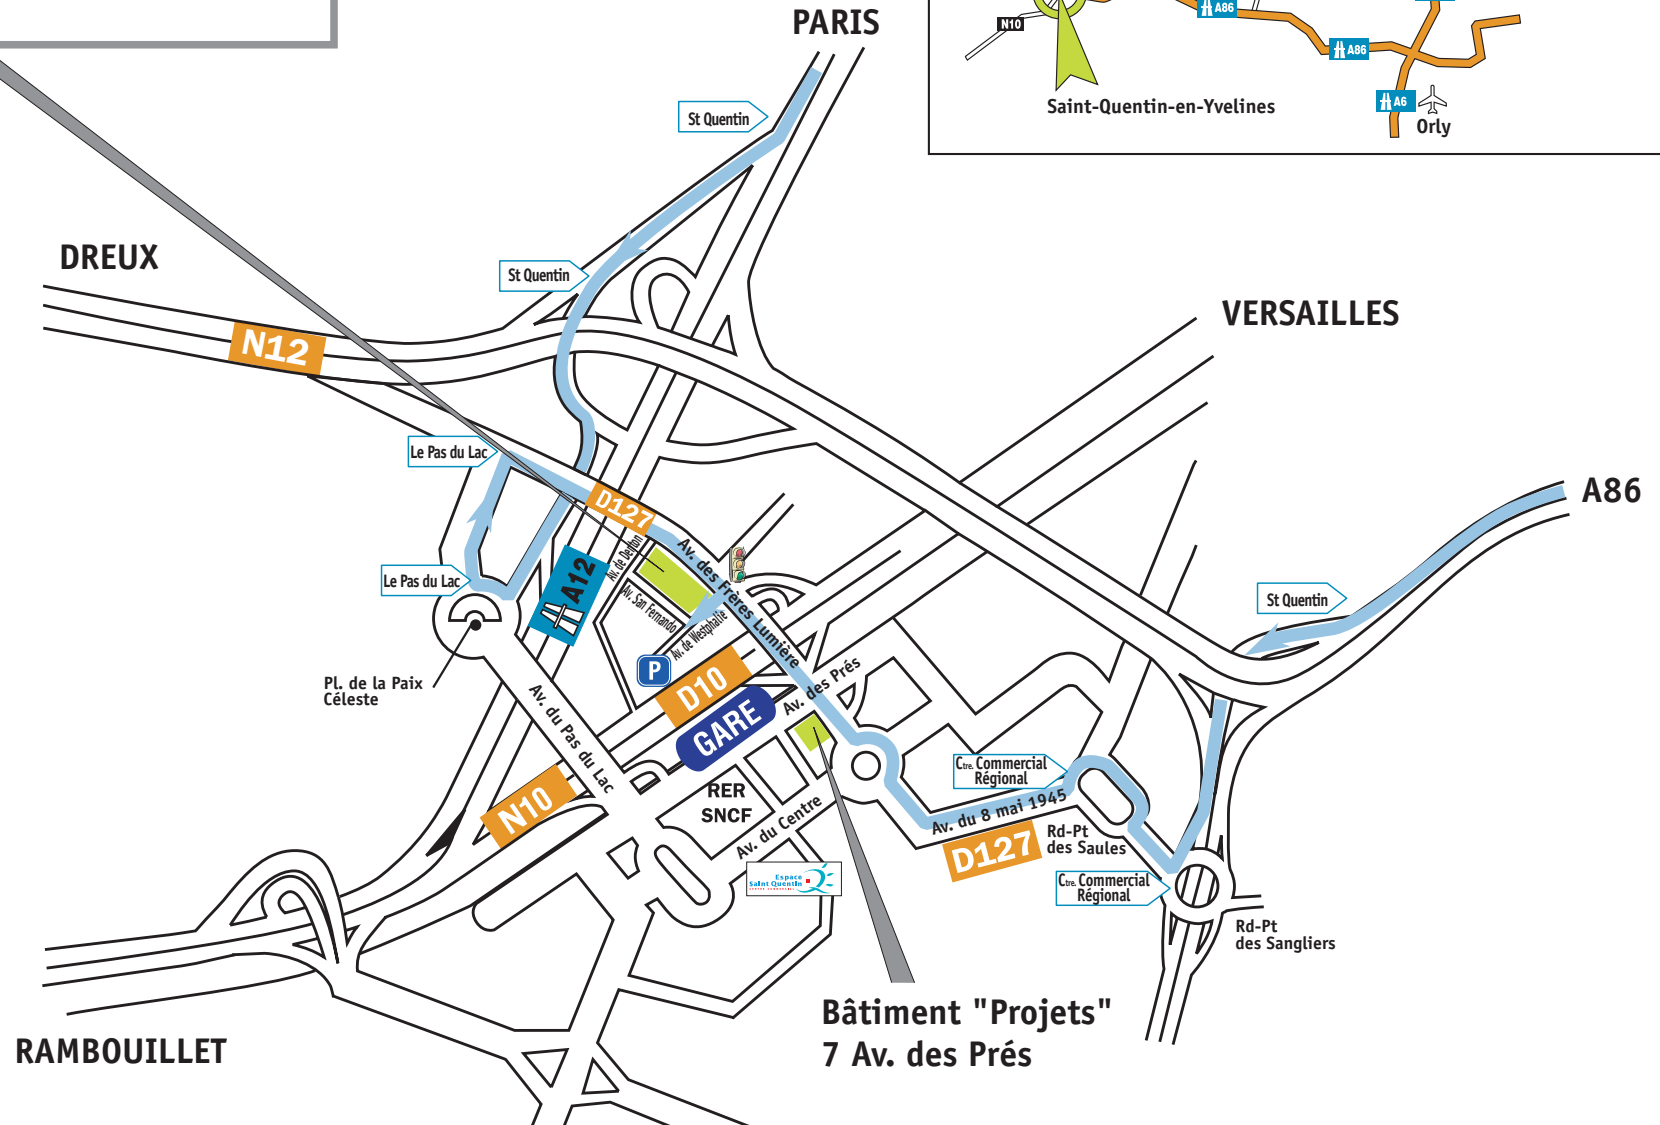 PARIS
N10
A86
A86
A6
Saint-Quentin-en-Yvelines
Orly
St Quentin
DREUX
St Quentin
VERSAILLES
N12
Le Pas du Lac
A86
D127
Av. de Denton
Av. des Frères Lumière
A12
Le Pas du Lac
Av. San Fernando
Av. de Westphalie
St Quentin
P
D10
Av. des Prés
Pl. de la Paix
Céleste
Av. du Pas du Lac
GARE
Ctre. Commercial
Régional
N10
RER
SNCF
Av. du Centre
Av. du 8 mai 1945
D127
Rd-Pt
des Saules
Espace
Saint Quentin
Ctre. Commercial
Régional
Rd-Pt
des Sangliers
Bâtiment "Projets"
7 Av. des Prés
RAMBOUILLET